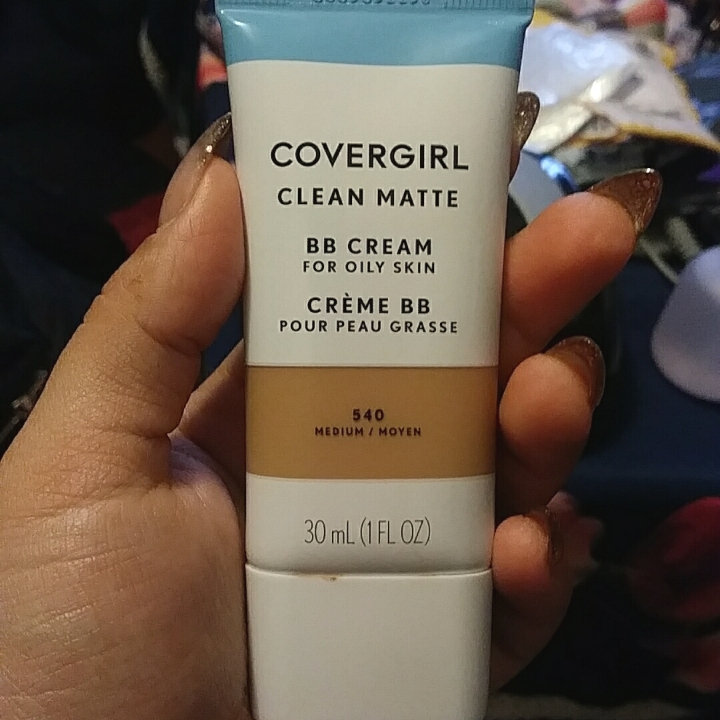 COVERGIRL
CLEAN MATTE
BB CREAM
FOR OILY SKIN
CRÈME BB
POUR PEAU GRASSE
540
MEDIUM / MOYEN
30 mL (1 FL OZ)